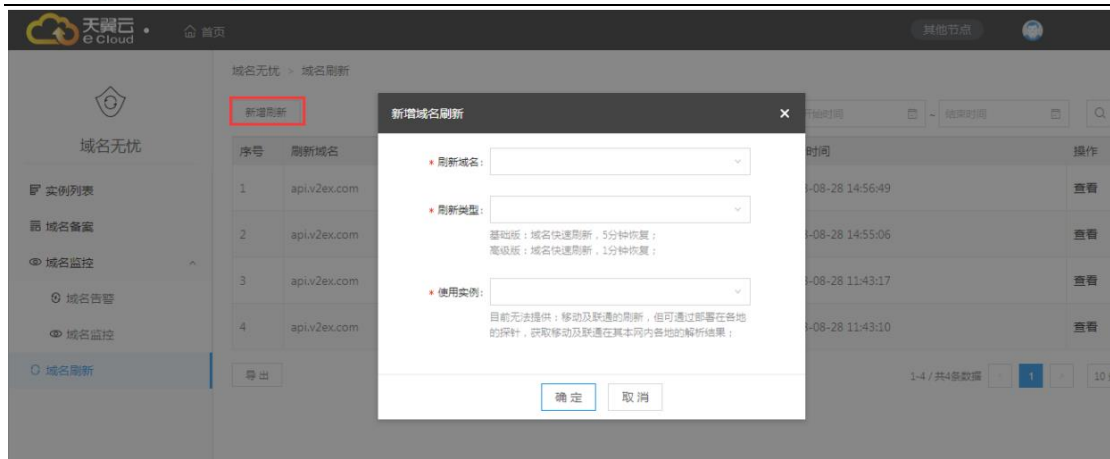 天翼云
e Cloud
首页
其他节点
域名无忧 > 域名刷新
域名无忧
实例列表
域名备案
域名监控
域名告警
域名监控
域名刷新
新增刷新
开始时间 - 结束时间
序号 刷新域名 时间 操作
1 api.v2ex.com -08-28 14:56:49 查看
2 api.v2ex.com -08-28 14:55:06 查看
3 api.v2ex.com -08-28 11:43:17 查看
4 api.v2ex.com -08-28 11:43:10 查看
导出
1-4 / 共4条数据 1 10
新增域名刷新 ×
* 刷新域名:
* 刷新类型:
基础版:域名快速刷新,5分钟恢复;
高级版:域名快速刷新,1分钟恢复;
* 使用实例:
目前无法提供:移动及联通的刷新,但可通过部署在各地
的探针,获取移动及联通在其本网内各地的解析结果;
确定 取消